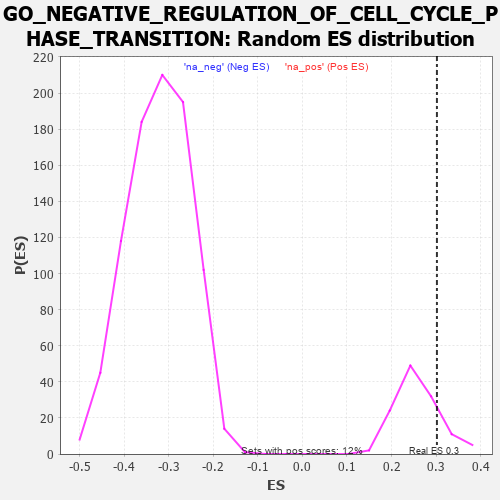 GO_NEGATIVE_REGULATION_OF_CELL_CYCLE_P
HASE_TRANSITION: Random ES distribution
'na_neg' (Neg ES) 'na_pos' (Pos ES)
220
200
180
160
140
120
100
80
60
40
20
0
P(ES)
Sets with pos scores: 12%
Real ES 0.3
-0.5 -0.4 -0.3 -0.2 -0.1 0.0 0.1 0.2 0.3 0.4
ES